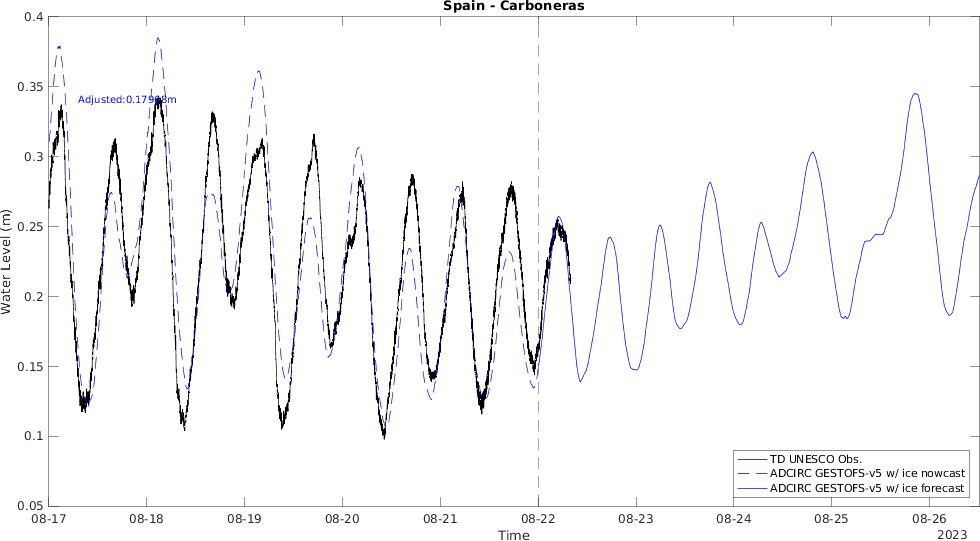 Spain - Carboneras
0.4
0.35
0.3
0.25
0.2
0.15
0.1
0.05
Water Level (m)
Adjusted:0.17998m
TD UNESCO Obs.
ADCIRC GESTOFS-v5 w/ ice nowcast
ADCIRC GESTOFS-v5 w/ ice forecast
08-17 08-18 08-19 08-20 08-21 08-22 08-23 08-24 08-25 08-26
Time
2023